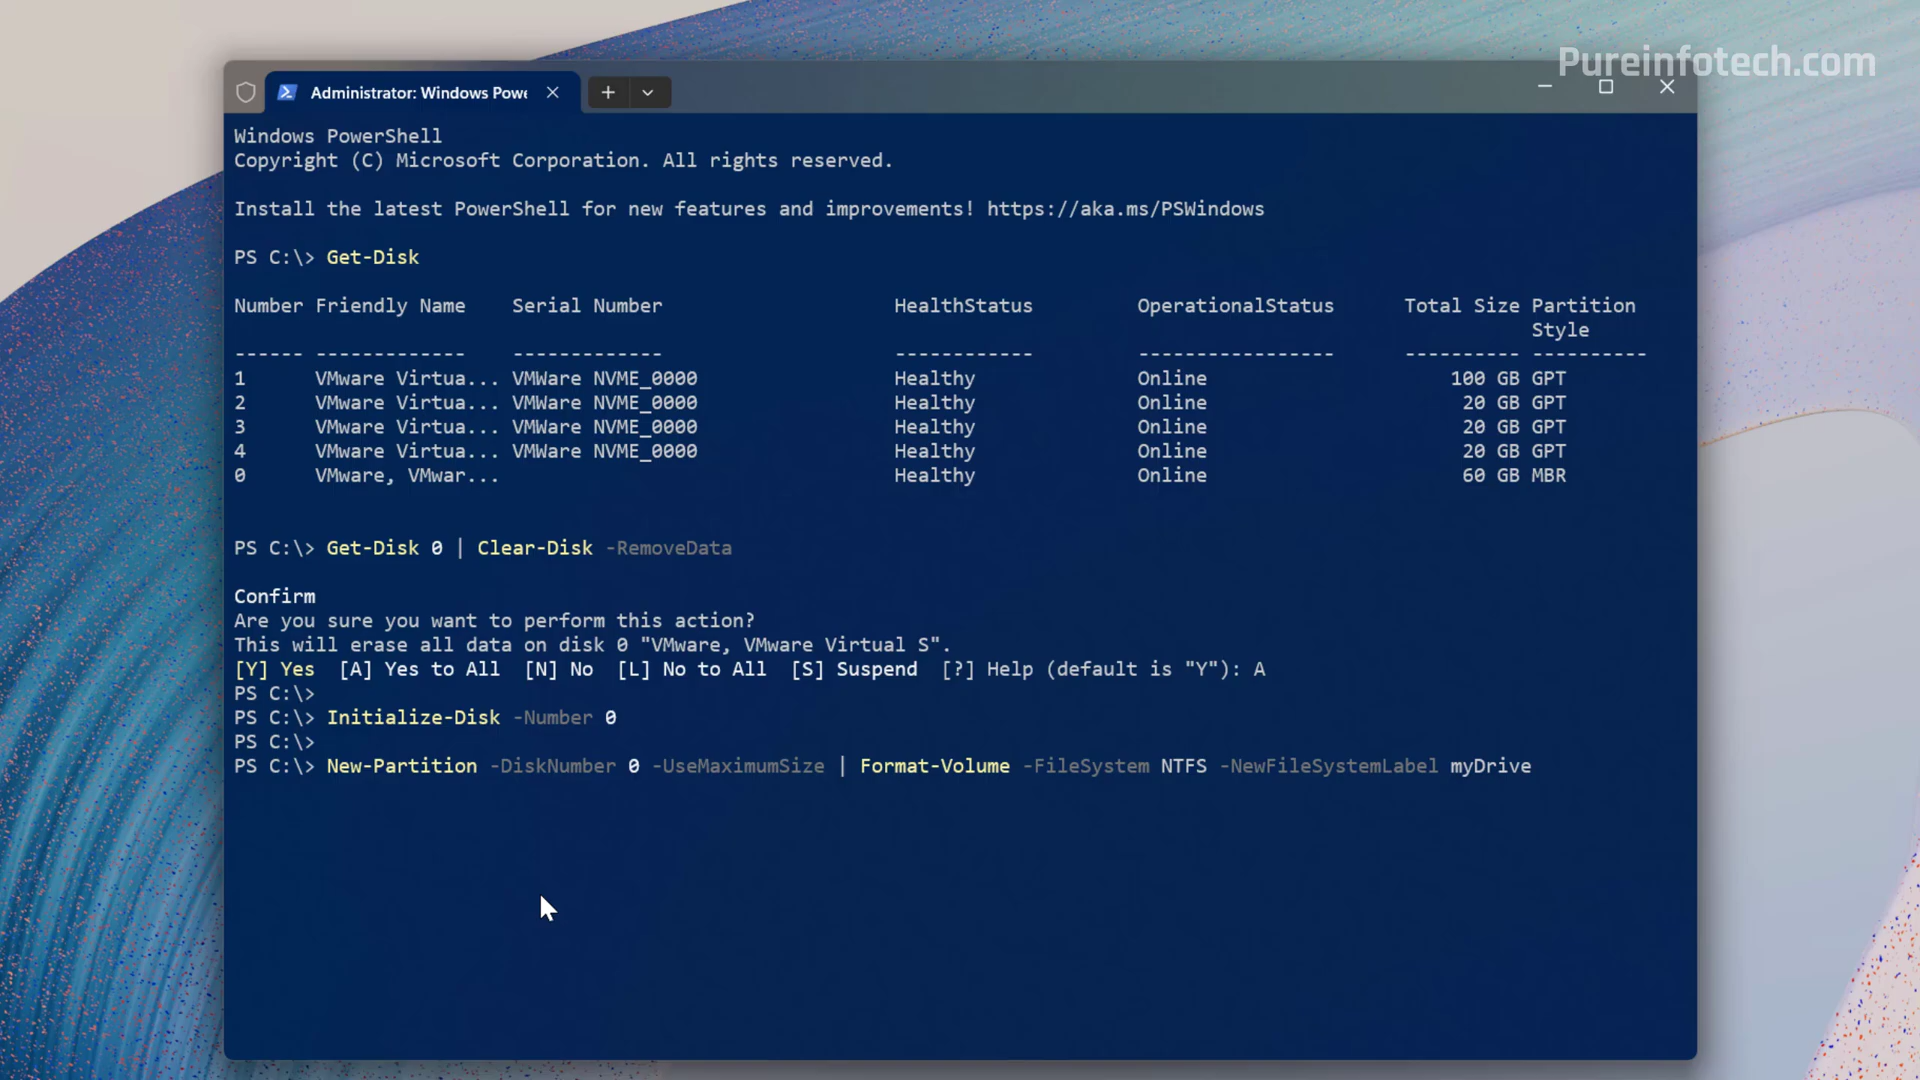 Pureinfotech.com
Administrator: Windows Powe
Windows PowerShell
Copyright (C) Microsoft Corporation. All rights reserved.
Install the latest PowerShell for new features and improvements! https://aka.ms/PSWindows
PS C:\> Get-Disk
Number Friendly Name    Serial Number                    HealthStatus         OperationalStatus      Total Size Partition
Style
------ -------------    -------------                    ------------         -----------------      ---------- ----------
1      VMware Virtua... VMWare NVME_0000                 Healthy              Online                     100 GB GPT
2      VMware Virtua... VMWare NVME_0000                 Healthy              Online                      20 GB GPT
3      VMware Virtua... VMWare NVME_0000                 Healthy              Online                      20 GB GPT
4      VMware Virtua... VMWare NVME_0000                 Healthy              Online                      20 GB GPT
0      VMware, VMwar...                                  Healthy              Online                      60 GB MBR
PS C:\> Get-Disk 0 | Clear-Disk -RemoveData
Confirm
Are you sure you want to perform this action?
This will erase all data on disk 0 "VMware, VMware Virtual S".
[Y] Yes  [A] Yes to All  [N] No  [L] No to All  [S] Suspend  [?] Help (default is "Y"): A
PS C:\>
PS C:\> Initialize-Disk -Number 0
PS C:\>
PS C:\> New-Partition -DiskNumber 0 -UseMaximumSize | Format-Volume -FileSystem NTFS -NewFileSystemLabel myDrive